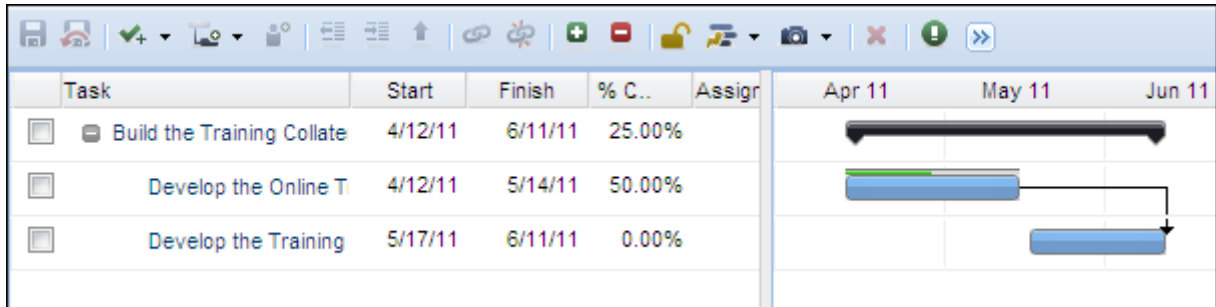 Task Start Finish % C.. Assigr Apr 11 May 11 Jun 11
Build the Training Collate 4/12/11 6/11/11 25.00%
Develop the Online T 4/12/11 5/14/11 50.00%
Develop the Training 5/17/11 6/11/11 0.00%